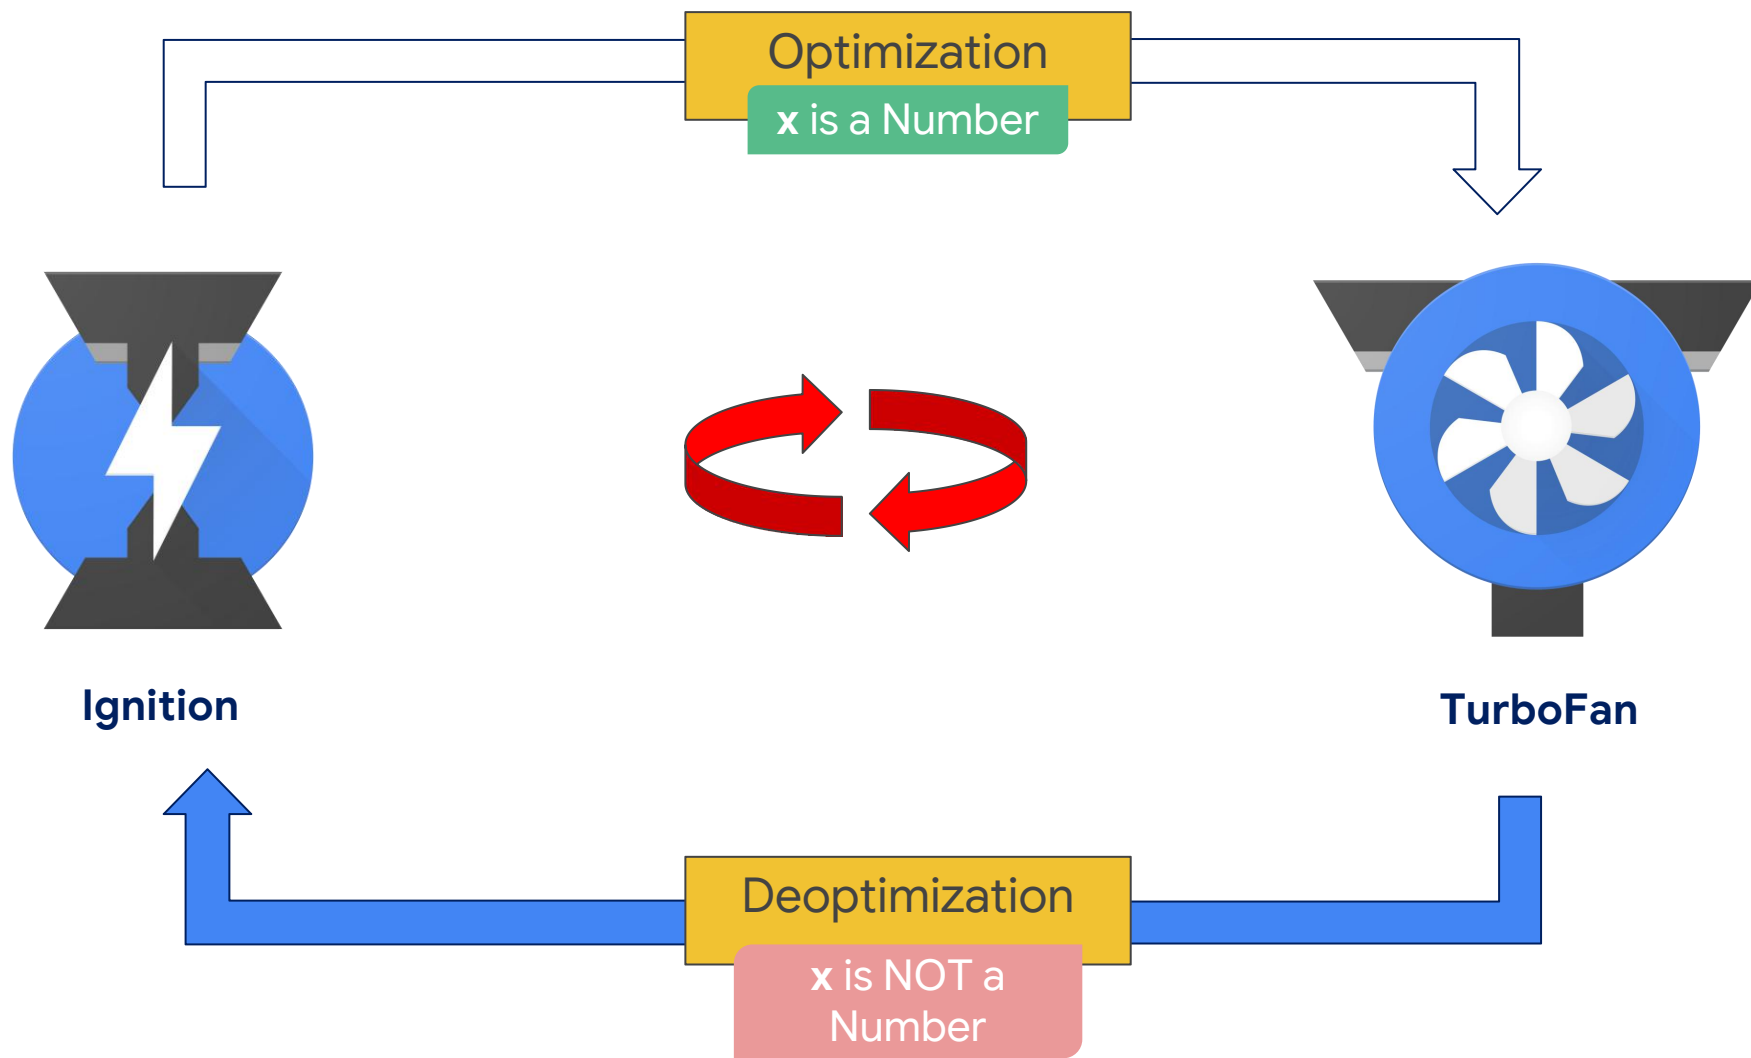 Optimization
x is a Number
Ignition
TurboFan
Deoptimization
x is NOT a
Number